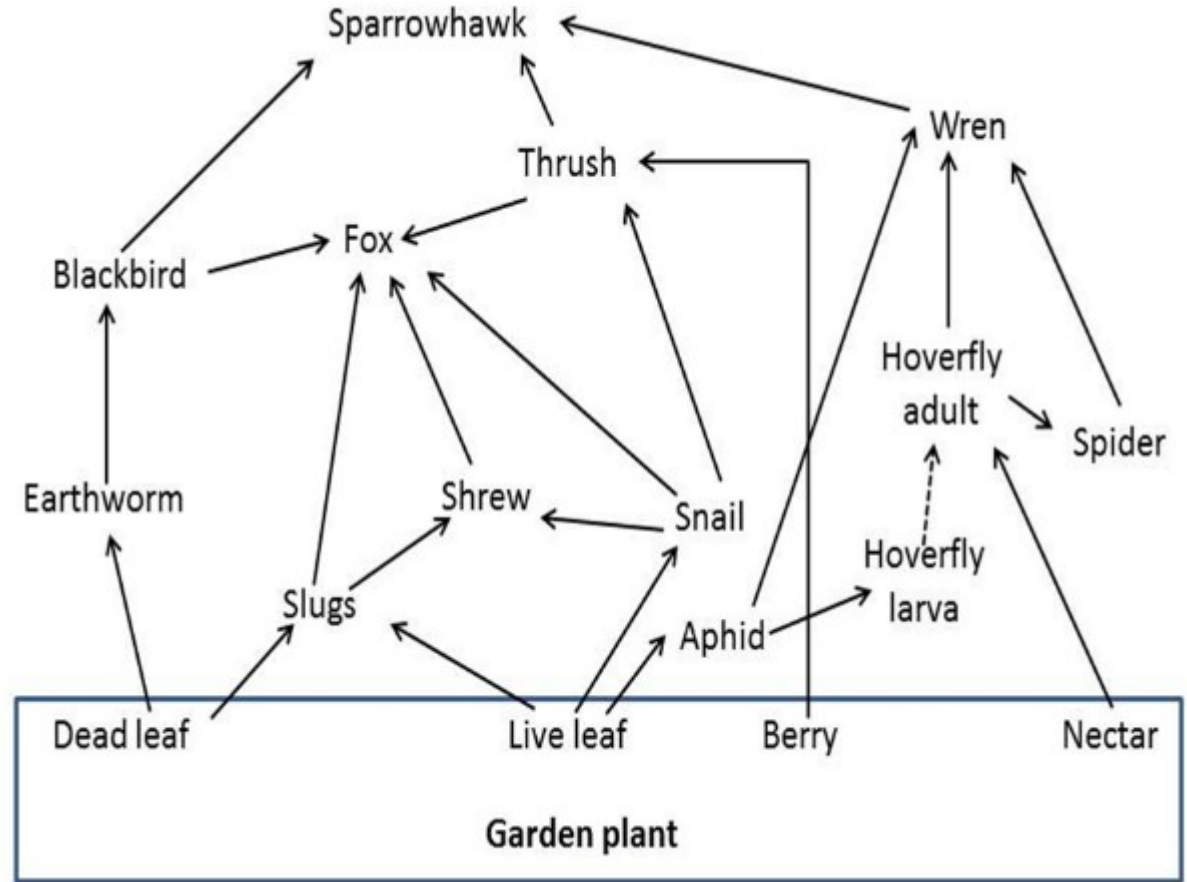 Sparrowhawk
Wren
Thrush
Fox
Blackbird
Hoverfly
adult
Spider
Earthworm
Shrew
Snail
Hoverfly
larva
Slugs
Aphid
Dead leaf
Live leaf
Berry
Nectar
Garden plant